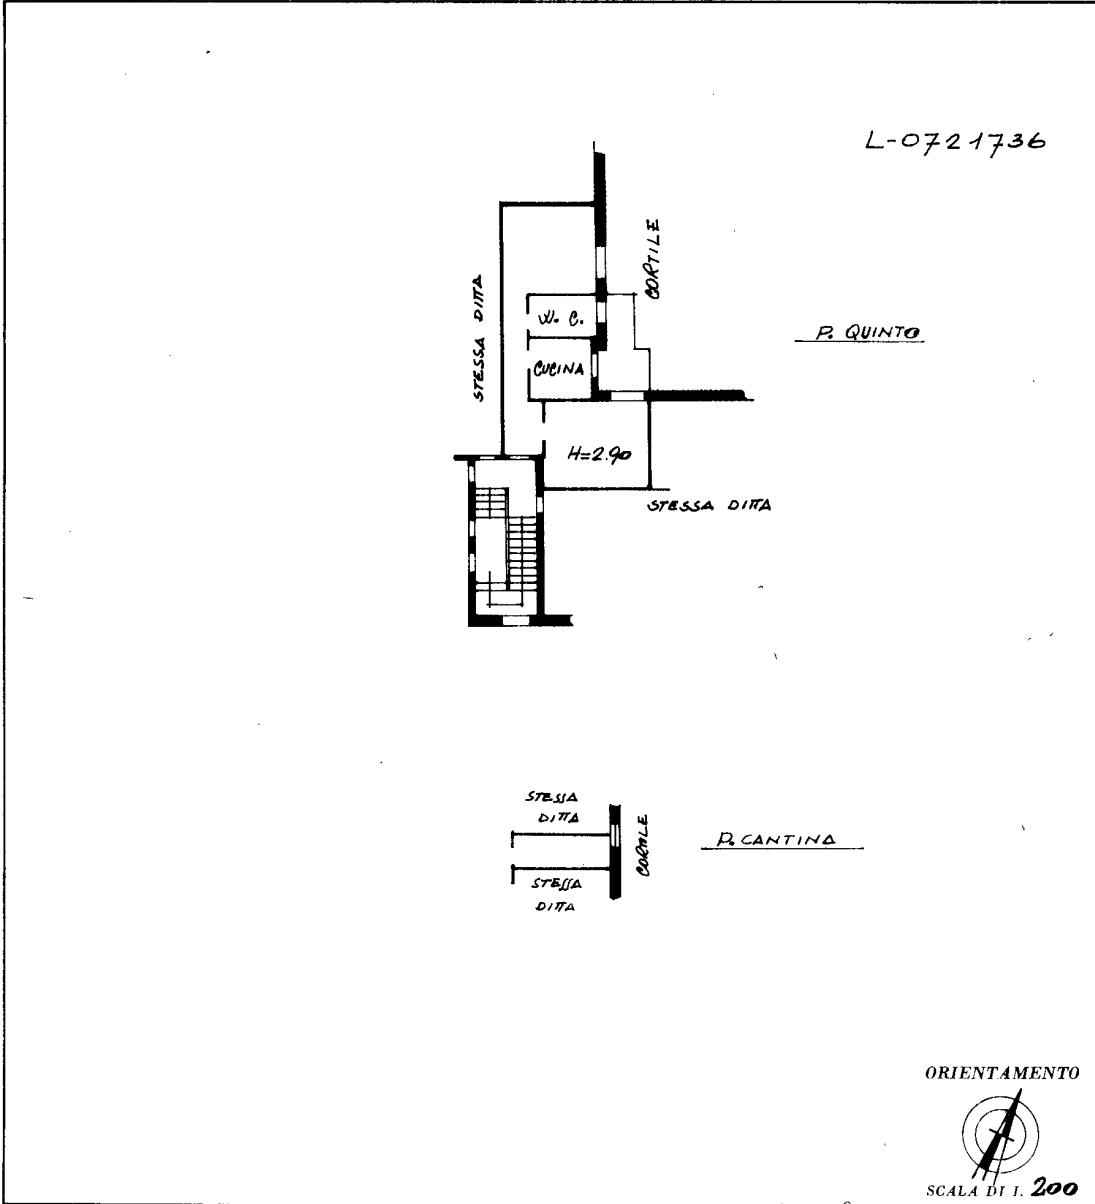 L-0721736
CORTILE
STESSA DITTA
W. C.
P. QUINTO
CUCINA
H=2.90
STESSA DITTA
STESSA
DITTA
CORTILE
P. CANTINA
STESSA
DITTA
ORIENTAMENTO
SCALA DI 1. 200